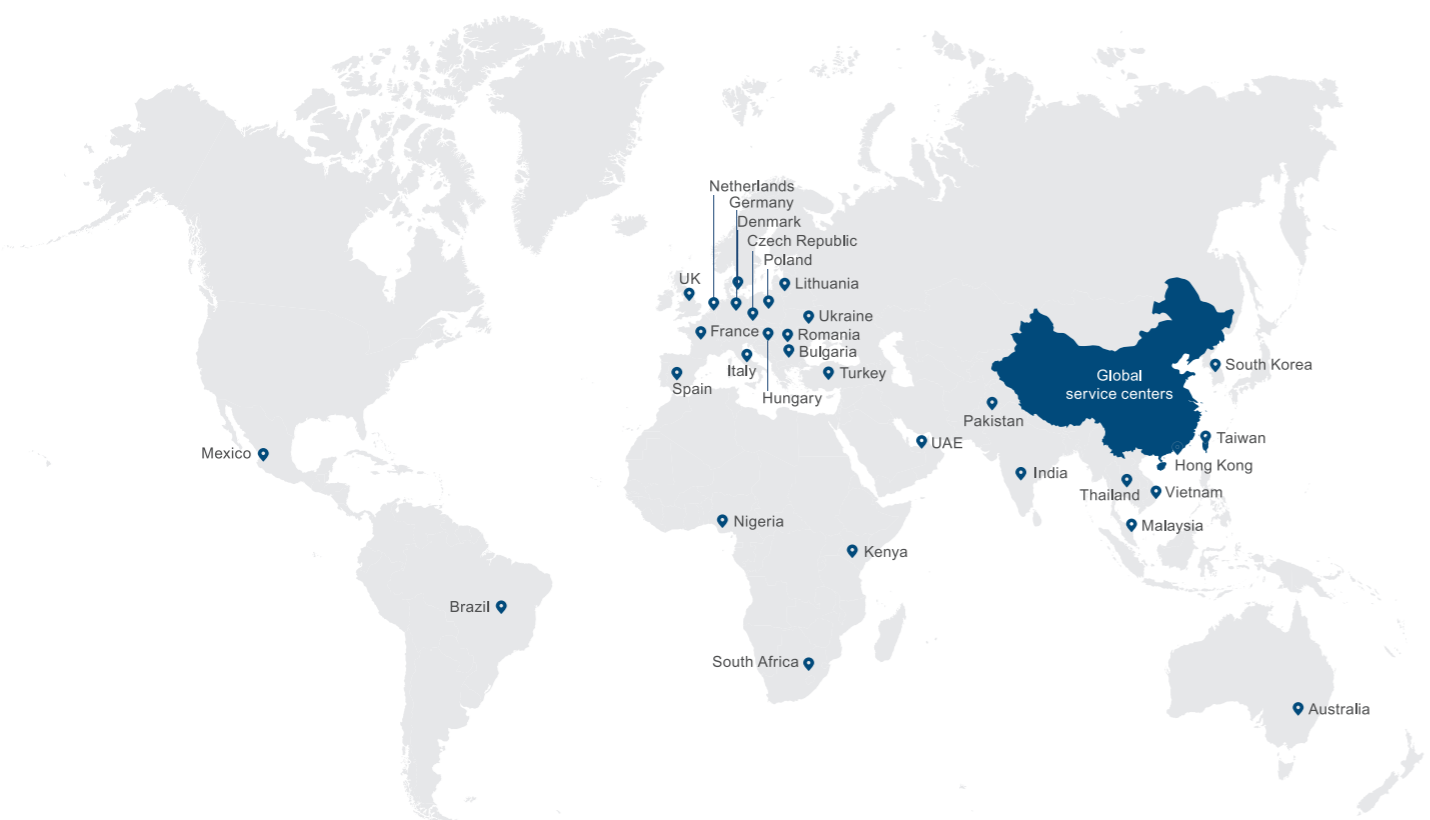 Netherlands
Germany
Denmark
Czech Republic
Poland
UK
Lithuania
Ukraine
France
Romania
Bulgaria
Italy
Turkey
Spain
Hungary
Global
service centers
South Korea
Pakistan
Taiwan
UAE
Mexico
Hong Kong
India
Thailand
Vietnam
Nigeria
Malaysia
Kenya
Brazil
South Africa
Australia